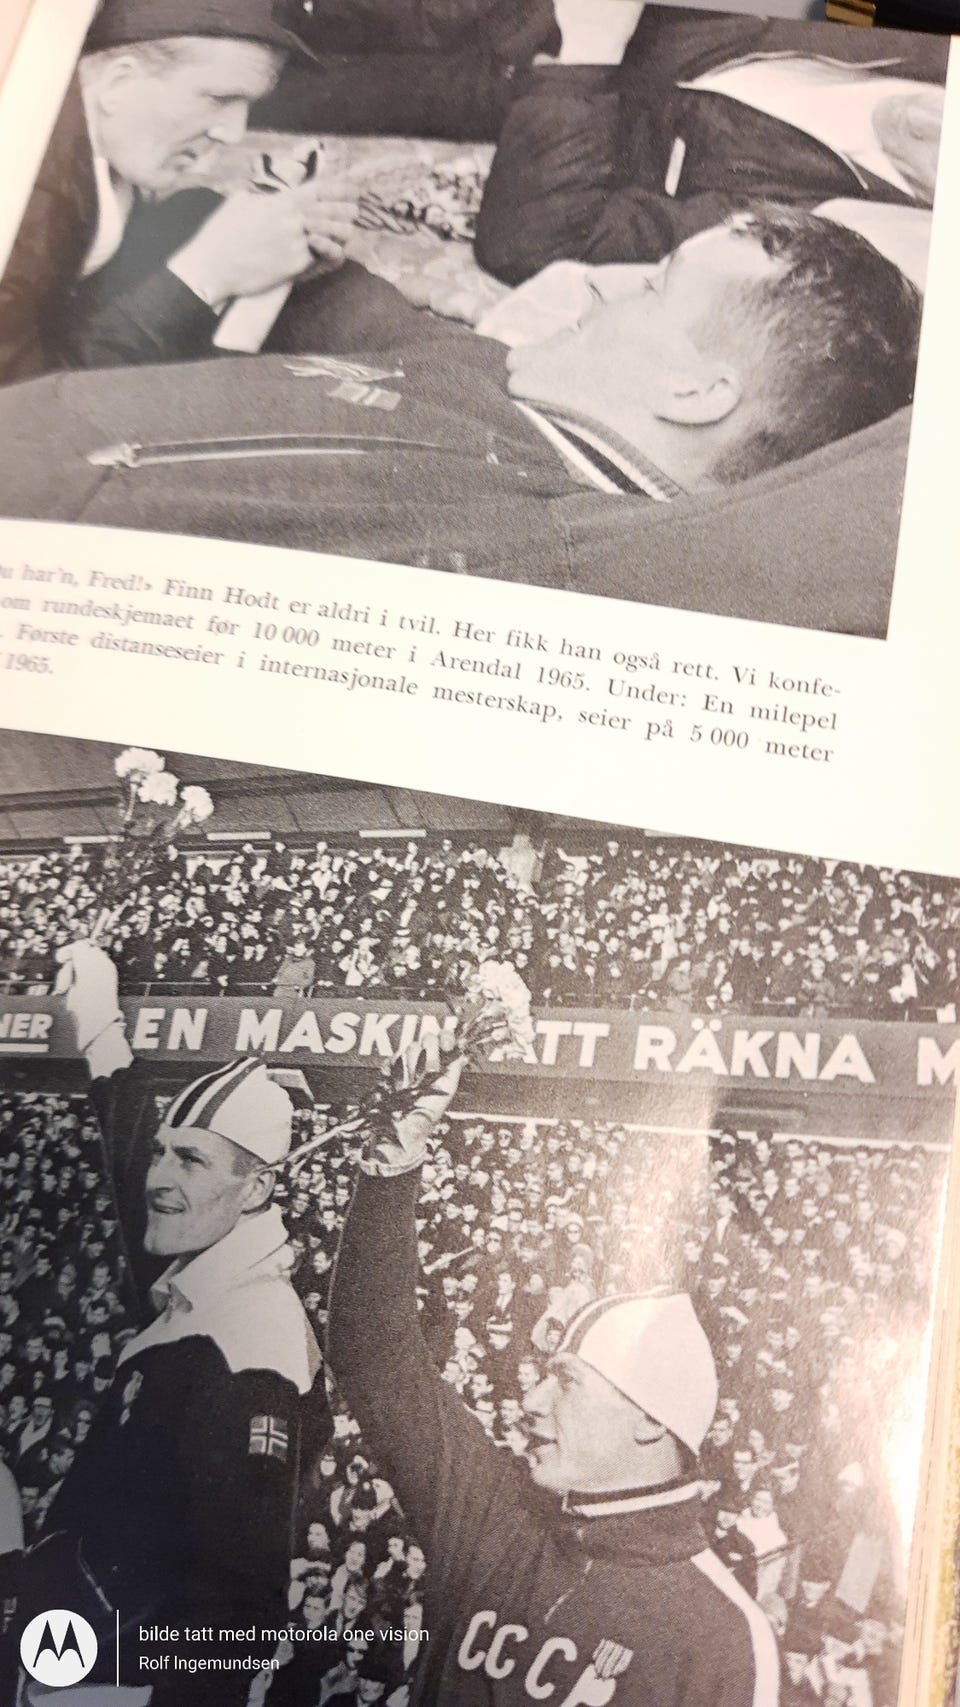 u har'n, Fred!» Finn Hodt er aldri i tvil. Her fikk han også rett. Vi konfe-
om rundeskjemaet før 10 000 meter i Arendal 1965. Under: En milepel
. Første distanseseier i internasjonale mesterskap, seier på 5 000 meter
1965.
NER EN MASKIN ATT RÄKNA M
CCCP
bilde tatt med motorola one vision
Rolf Ingemundsen